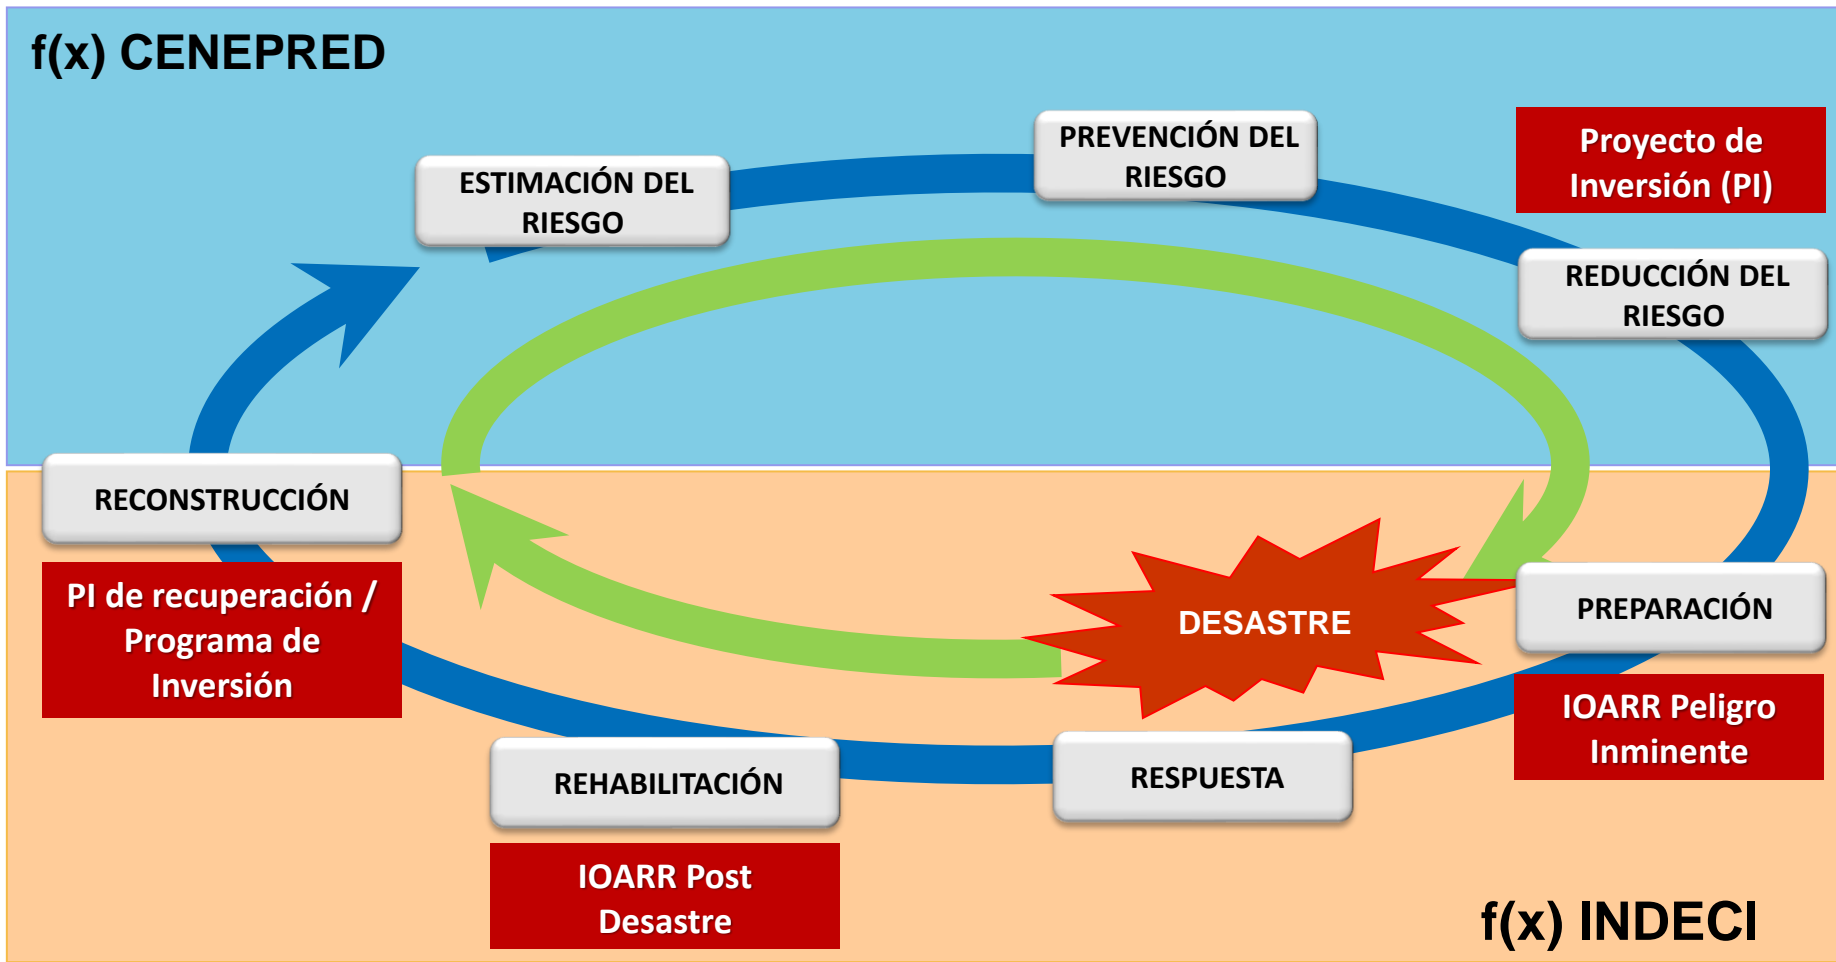 f(x) CENEPRED
PREVENCIÓN DEL
RIESGO
Proyecto de
Inversión (PI)
ESTIMACIÓN DEL
RIESGO
REDUCCIÓN DEL
RIESGO
RECONSTRUCCIÓN
PI de recuperación /
Programa de
Inversión
DESASTRE
PREPARACIÓN
IOARR Peligro
Inminente
REHABILITACIÓN
RESPUESTA
IOARR Post
Desastre
f(x) INDECI